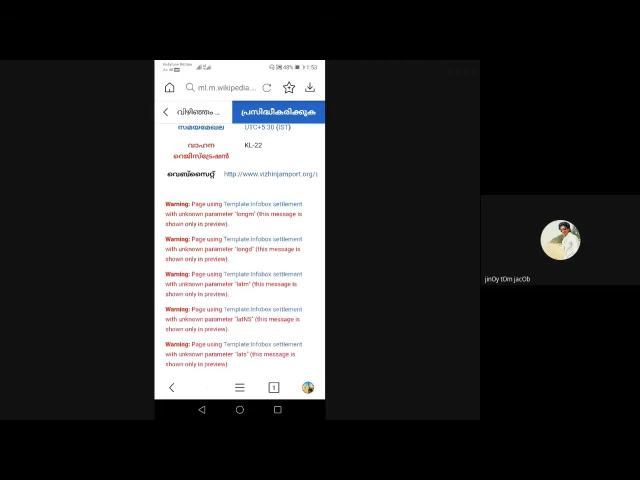 48% 1:53
ml.m.wikipedia...
വിഴിഞ്ഞം ...
പ്രസിദ്ധീകരിക്കുക
സമയമേഖല UTC+5:30 (IST)
വാഹന KL-22
റെജിസ്ട്രേഷൻ
വെബ്സൈറ്റ് http://www.vizhinjamport.org/
Warning: Page using Template:Infobox settlement
with unknown parameter "longm" (this message is
shown only in preview).
Warning: Page using Template:Infobox settlement
with unknown parameter "longd" (this message is
shown only in preview).
Warning: Page using Template:Infobox settlement
with unknown parameter "latm" (this message is
shown only in preview).
Warning: Page using Template:Infobox settlement
with unknown parameter "latNS" (this message is
shown only in preview).
Warning: Page using Template:Infobox settlement
with unknown parameter "lats" (this message is
shown only in preview)
1
jin0y t0m jac0b